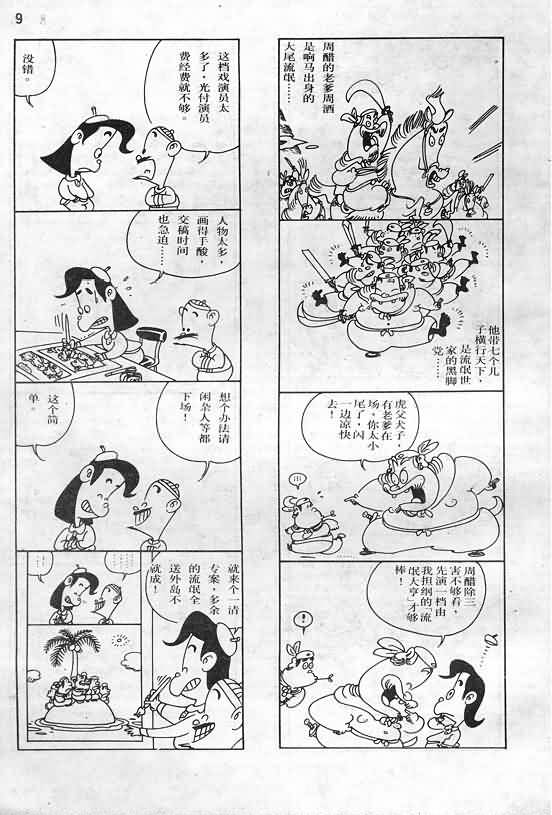 9
周醋的老爹周酒
是响马出身的
大尾流氓……
他带七个儿
子横行天下,
是流氓世
家的黑脚
党……
虎父犬子,
有老爹在
场。你太小
尾了,闪
一边凉快
去!
周醋除三
害不够看,
先演一档由
我担纲的「流
氓大亨」才够
棒!
!
这档戏演员太
多了,光付演员
费经费就不够。
没错。
人物太多,
画得手酸,
交稿时间
也急迫……
想个办法请
闲杂人等都
下场!
这个简
单。
就来个一清
专案,多余
的流氓全
送外岛不
就成!